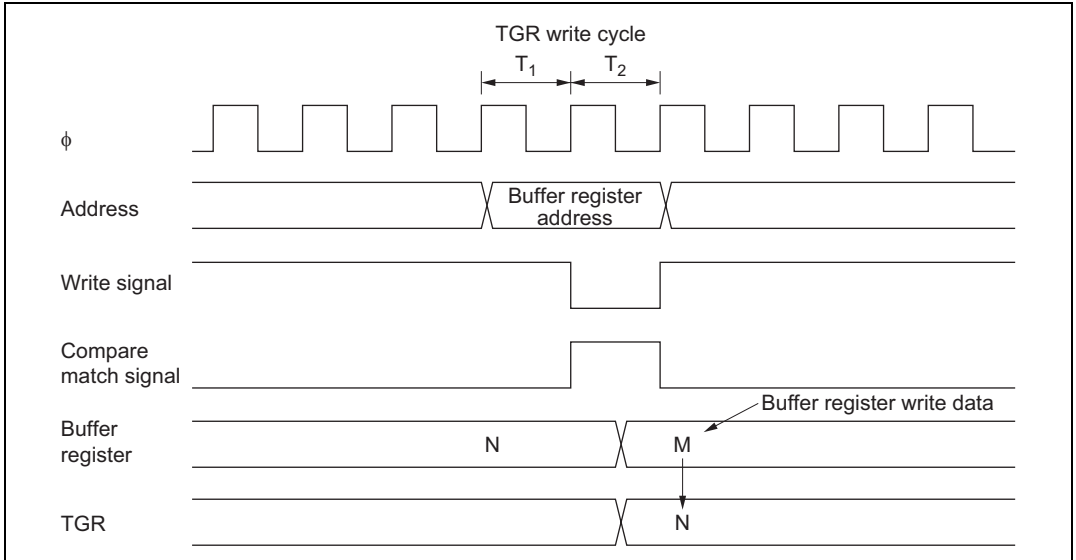 TGR write cycle
T₁ T₂
ϕ
Address
Buffer register
address
Write signal
Compare
match signal
Buffer register write data
Buffer
register
N M
TGR
N